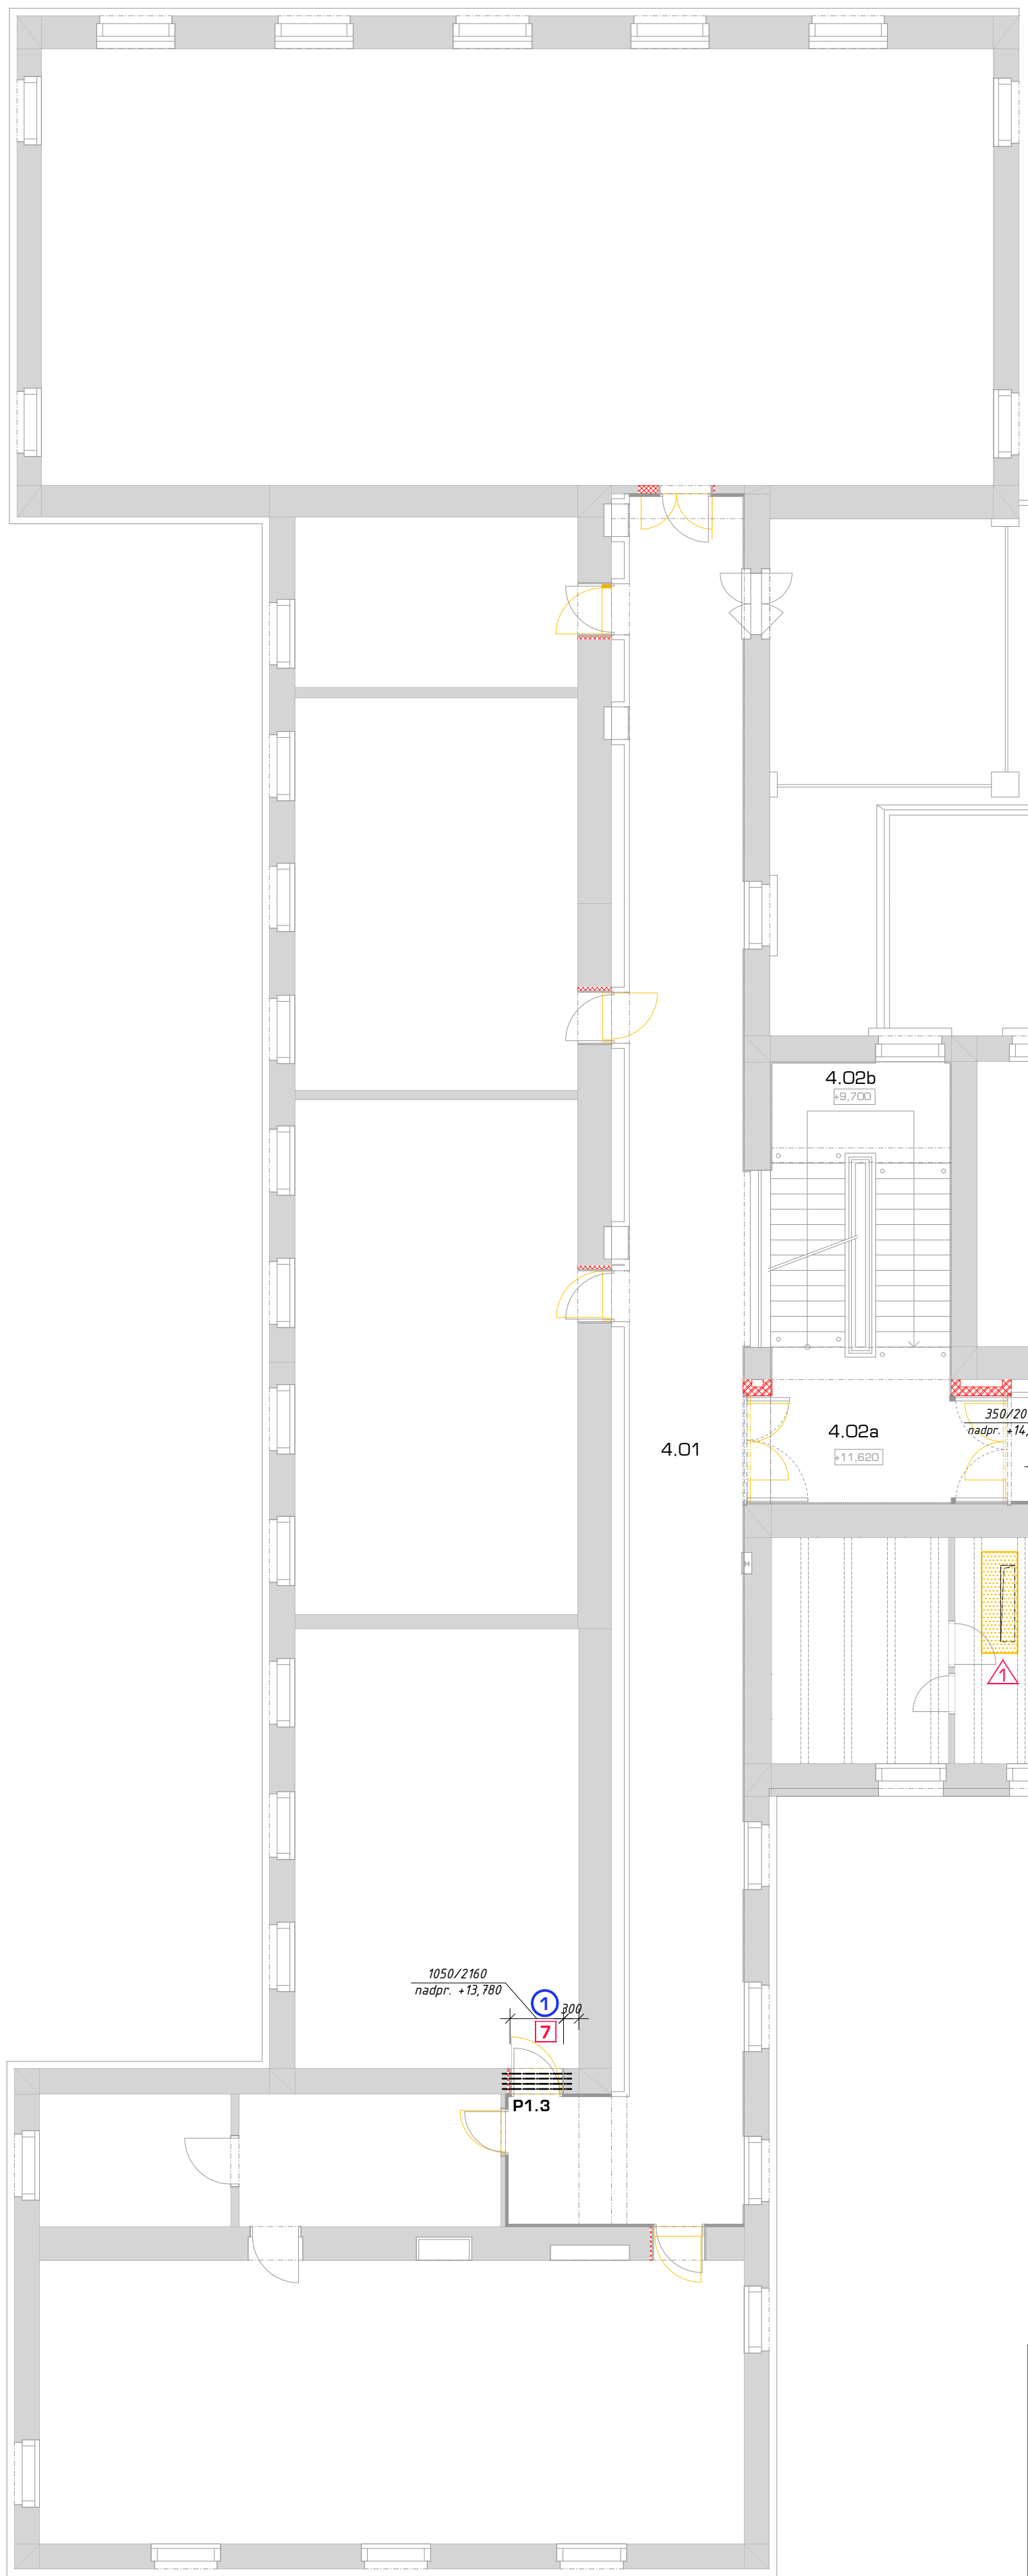 4.02b
+9,700
350/20
nadpr. +14,
4.02a
4.01
+11,620
H
1
1050/2160
nadpr. +13,780
1
300
7
P1.3